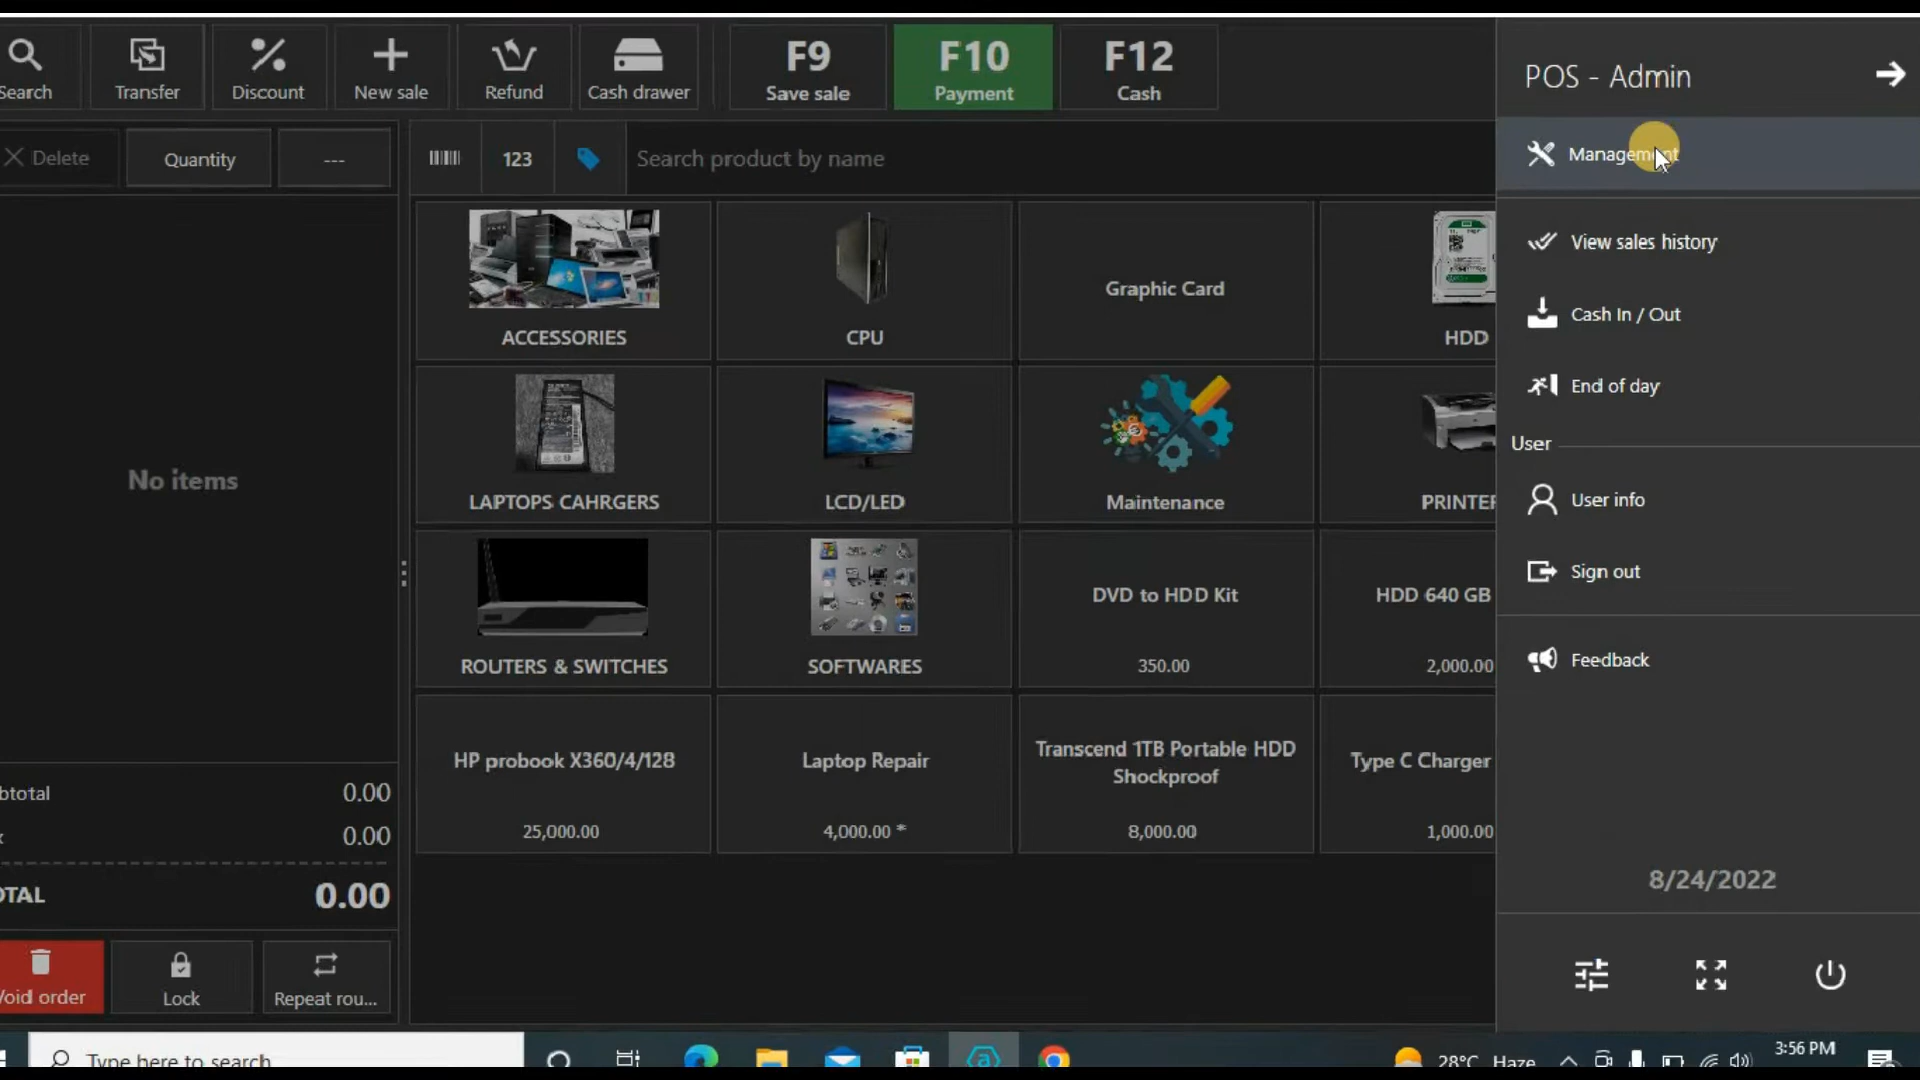 Search
Transfer
Discount
New sale
Refund
Cash drawer
F9
Save sale
F10
Payment
F12
Cash
POS - Admin
Delete
Quantity
---
123
Search product by name
Management
View sales history
Cash In / Out
End of day
User
User info
Sign out
Feedback
8/24/2022
ACCESSORIES
CPU
Graphic Card
HDD
LAPTOPS CAHRGERS
LCD/LED
Maintenance
PRINTER
ROUTERS & SWITCHES
SOFTWARES
DVD to HDD Kit
350.00
HDD 640 GB
2,000.00
HP probook X360/4/128
25,000.00
Laptop Repair
4,000.00 *
Transcend 1TB Portable HDD
Shockproof
8,000.00
Type C Charger
1,000.00
No items
btotal
0.00
x
0.00
OTAL
0.00
Void order
Lock
Repeat rou...
Type here to search
28°C Haze
3:56 PM